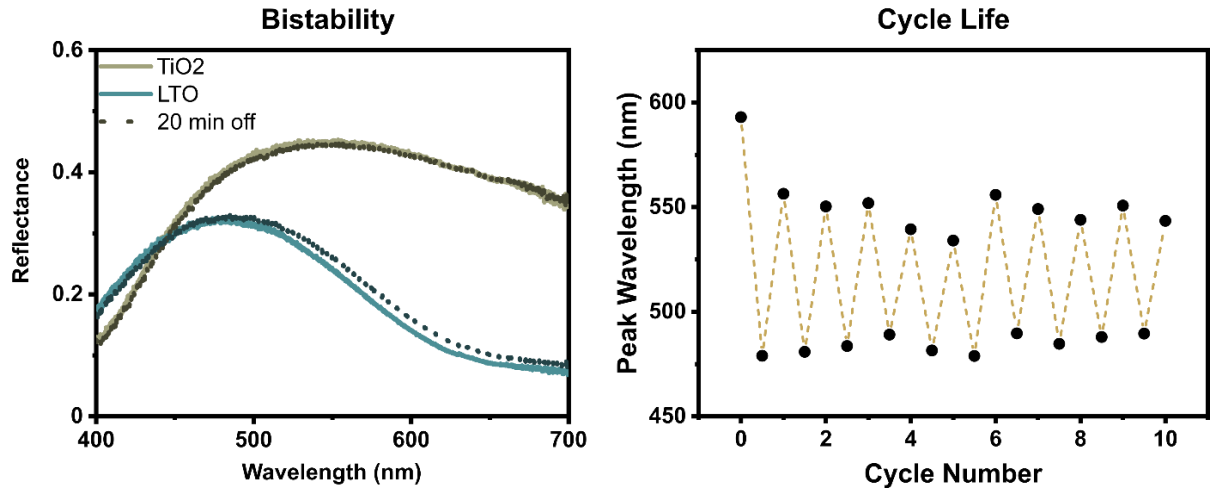 Bistability
0.6
TiO2
LTO
20 min off
0.4
0.2
0
400
500
600
700
Reflectance
Wavelength (nm)
Cycle Life
600
550
500
450
0
2
4
6
8
10
Peak Wavelength (nm)
Cycle Number